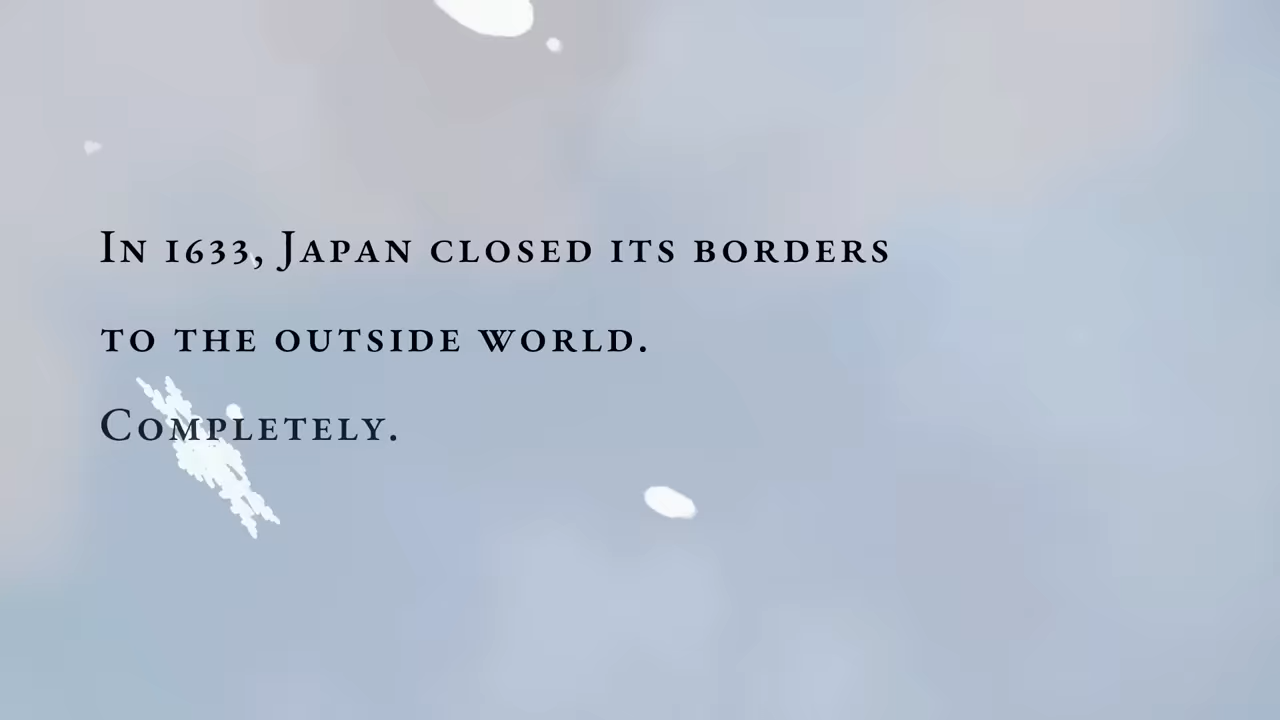 In 1633, Japan closed its borders
to the outside world.
Completely.